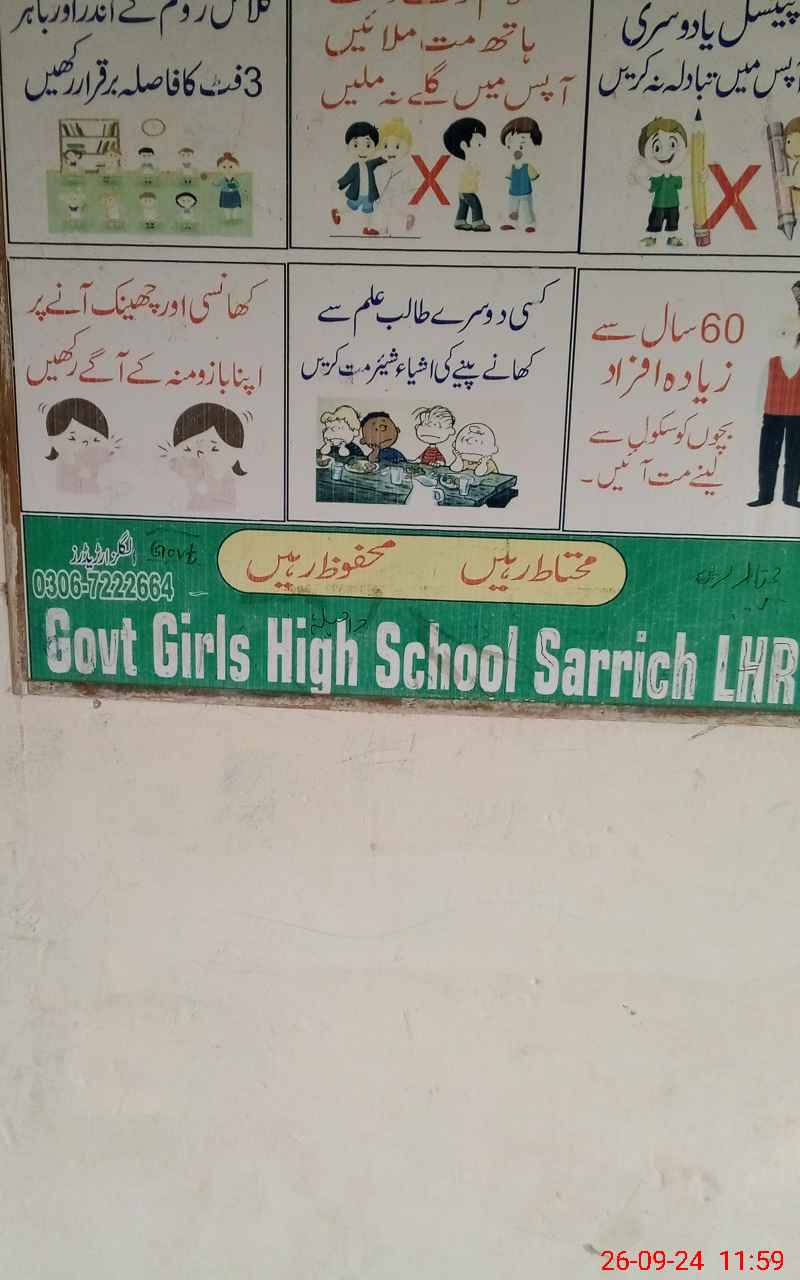 کلاس روم کے اندر اور باہر
3 فٹ کا فاصلہ برقرار رکھیں
ہاتھ مت ملائیں
آپس میں گلے نہ ملیں
پینسل یا دوسری
آپس میں تبادلہ نہ کریں
کھانسی اور چھینک آنے پر
اپنا بازو منہ کے آگے رکھیں
کسی دوسرے طالب علم سے
کھانے پینے کی اشیاء شیئر مت کریں
60 سال سے
زیادہ افراد
بچوں کو سکول سے
لینے مت آئیں۔
محتاط رہیں محفوظ رہیں
Govt
0306-7222664
Govt Girls High School Sarrich LHR
26-09-24 11:59